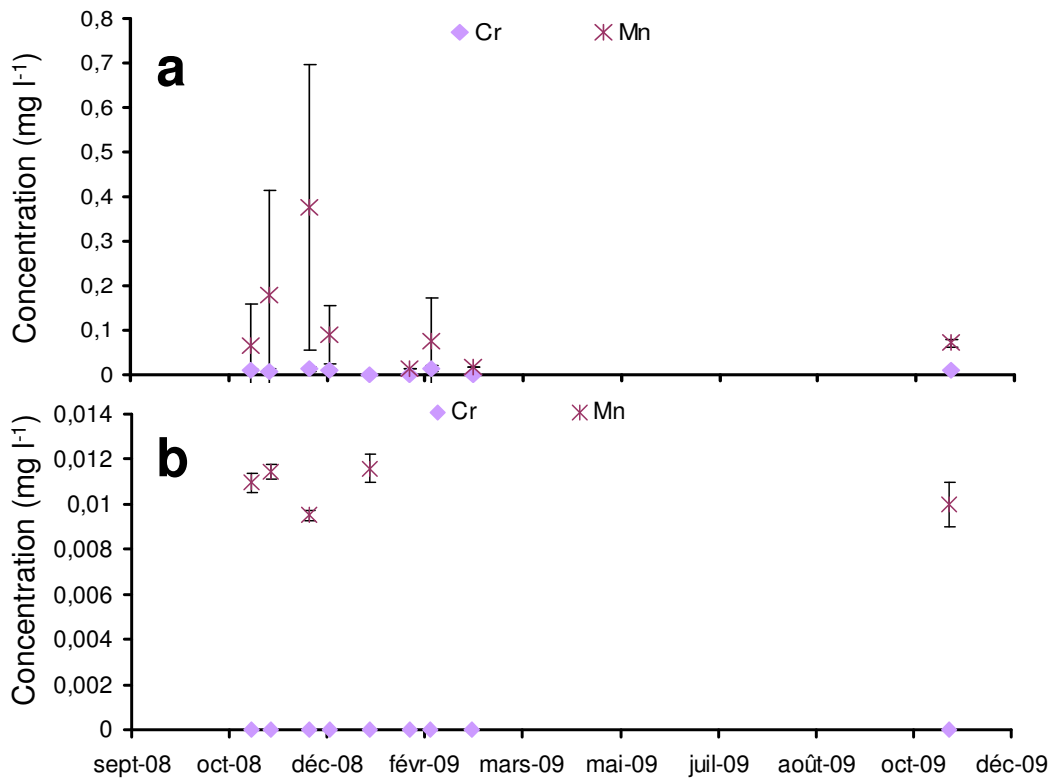 Cr Mn
a
Concentration (mg l⁻¹)
0,8
0,7
0,6
0,5
0,4
0,3
0,2
0,1
0
Cr Mn
b
Concentration (mg l⁻¹)
0,014
0,012
0,01
0,008
0,006
0,004
0,002
0
sept-08 oct-08 déc-08 févr-09 mars-09 mai-09 juil-09 août-09 oct-09 déc-09